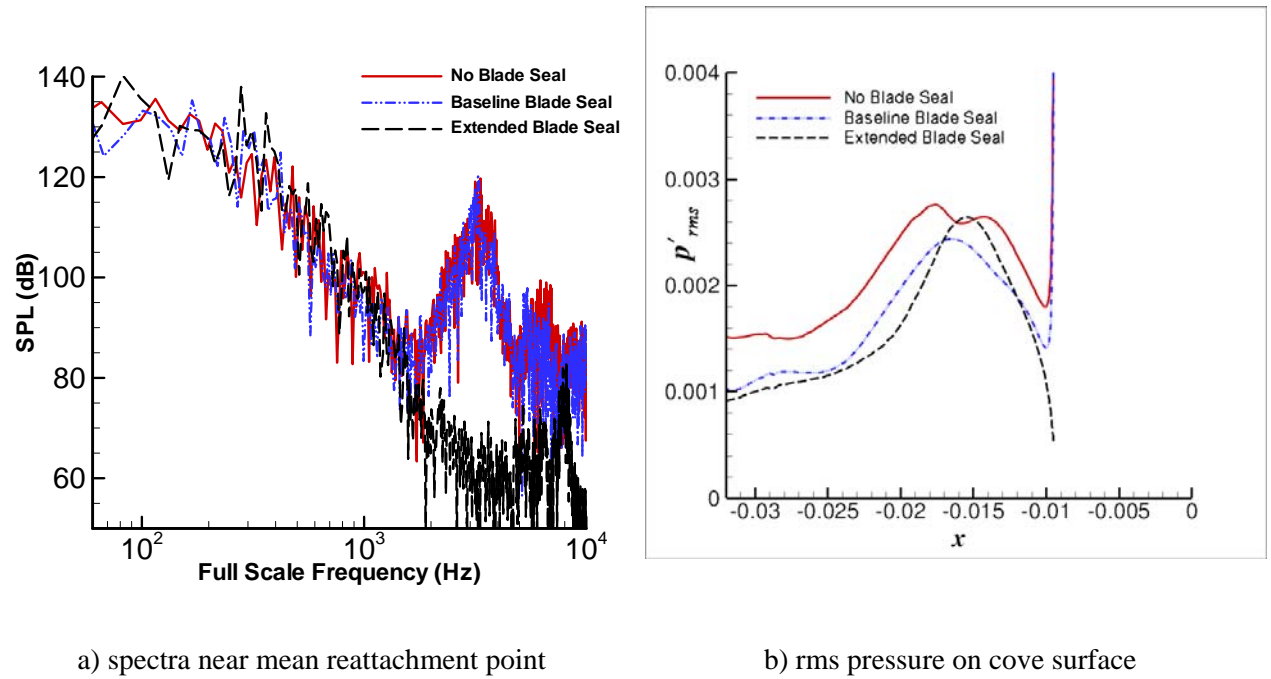 140
120
100
80
60
SPL (dB)
No Blade Seal
Baseline Blade Seal
Extended Blade Seal
10²
10³
10⁴
Full Scale Frequency (Hz)
0.004
0.003
0.002
0.001
0
p'rms
No Blade Seal
Baseline Blade Seal
Extended Blade Seal
-0.03 -0.025 -0.02 -0.015 -0.01 -0.005 0
x
a) spectra near mean reattachment point
b) rms pressure on cove surface